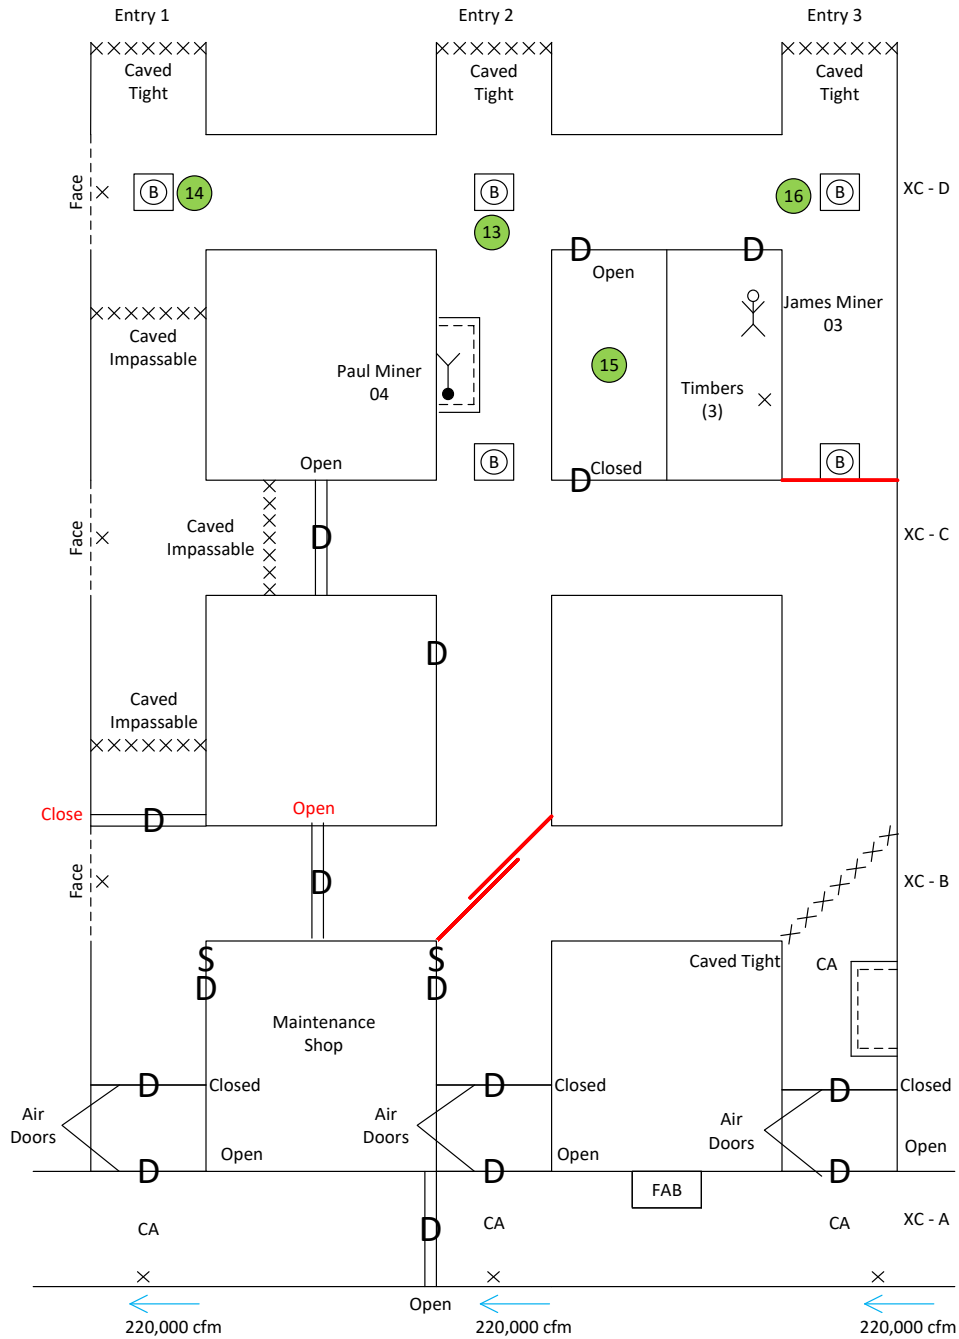 Entry 1
Entry 2
Entry 3
Caved
Tight
Caved
Tight
Caved
Tight
Face
B
14
B
13
16
B
XC - D
D
D
Open
James Miner
03
Caved
Impassable
Paul Miner
04
15
Timbers
(3)
Open
B
D
Closed
B
Face
Caved
Impassable
D
XC - C
D
Caved
Impassable
Close
D
Open
Face
D
XC - B
S
D
S
D
Caved Tight
CA
Maintenance
Shop
D
Closed
D
Closed
D
Closed
Air
Doors
Air
Doors
Air
Doors
Open
Open
Open
D
D
D
FAB
CA
D
CA
CA
XC - A
Open
220,000 cfm
220,000 cfm
220,000 cfm